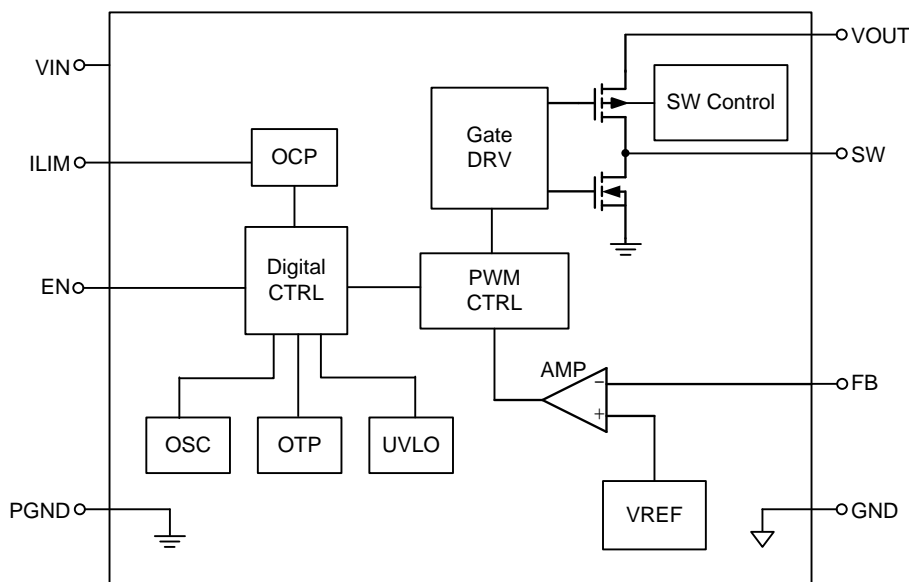 VOUT
VIN
SW Control
Gate
DRV
OCP
ILIM
SW
Digital
CTRL
PWM
CTRL
EN
AMP
FB
−
+
OSC
OTP
UVLO
VREF
PGND
GND